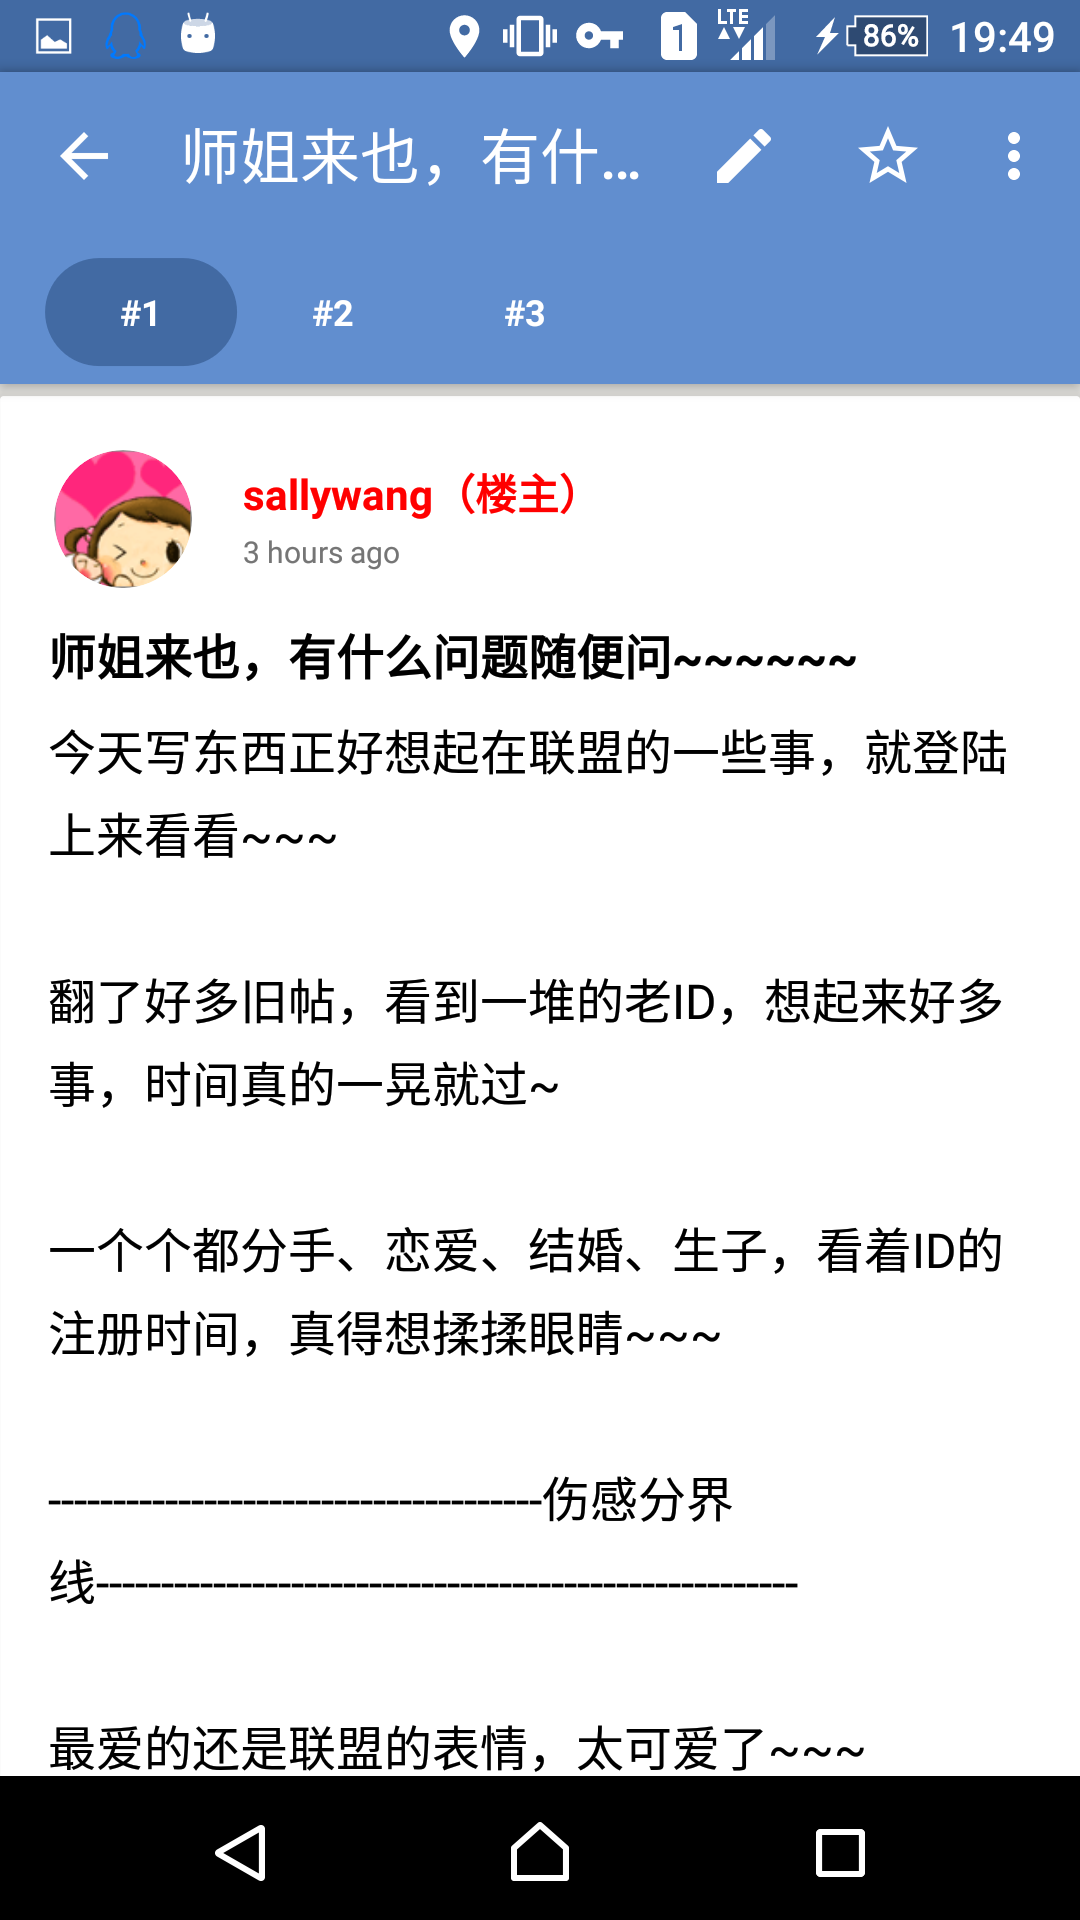 LTE
1
86%
19:49
师姐来也，有什...
#1
#2
#3
sallywang（楼主）
3 hours ago
师姐来也，有什么问题随便问~~~~~~
今天写东西正好想起在联盟的一些事，就登陆
上来看看~~~
翻了好多旧帖，看到一堆的老ID，想起来好多
事，时间真的一晃就过~
一个个都分手、恋爱、结婚、生子，看着ID的
注册时间，真得想揉揉眼睛~~~
--------------------------------------伤感分界
线------------------------------------------------------
最爱的还是联盟的表情，太可爱了~~~